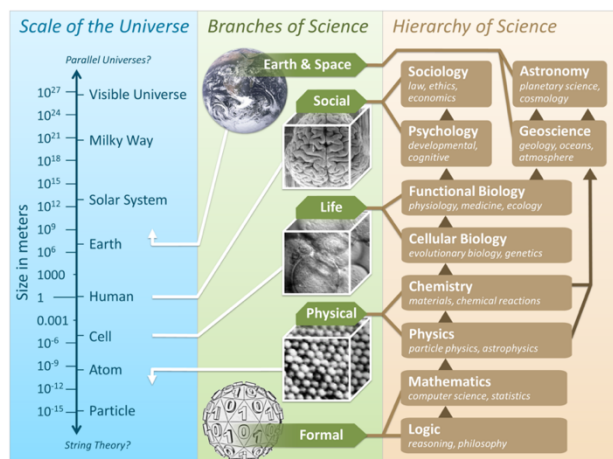 Scale of the Universe
Parallel Universes?
Size in meters
10^27
Visible Universe
10^24
10^21
Milky Way
10^18
10^15
10^12
Solar System
10^9
10^6
Earth
1000
1
Human
0.001
10^-6
Cell
10^-9
Atom
10^-12
10^-15
Particle
String Theory?
Branches of Science
Earth & Space
Social
Life
Physical
Formal
Hierarchy of Science
Sociology
law, ethics,
economics
Astronomy
planetary science,
cosmology
Psychology
developmental,
cognitive
Geoscience
geology, oceans,
atmosphere
Functional Biology
physiology, medicine, ecology
Cellular Biology
evolutionary biology, genetics
Chemistry
materials, chemical reactions
Physics
particle physics, astrophysics
Mathematics
computer science, statistics
Logic
reasoning, philosophy